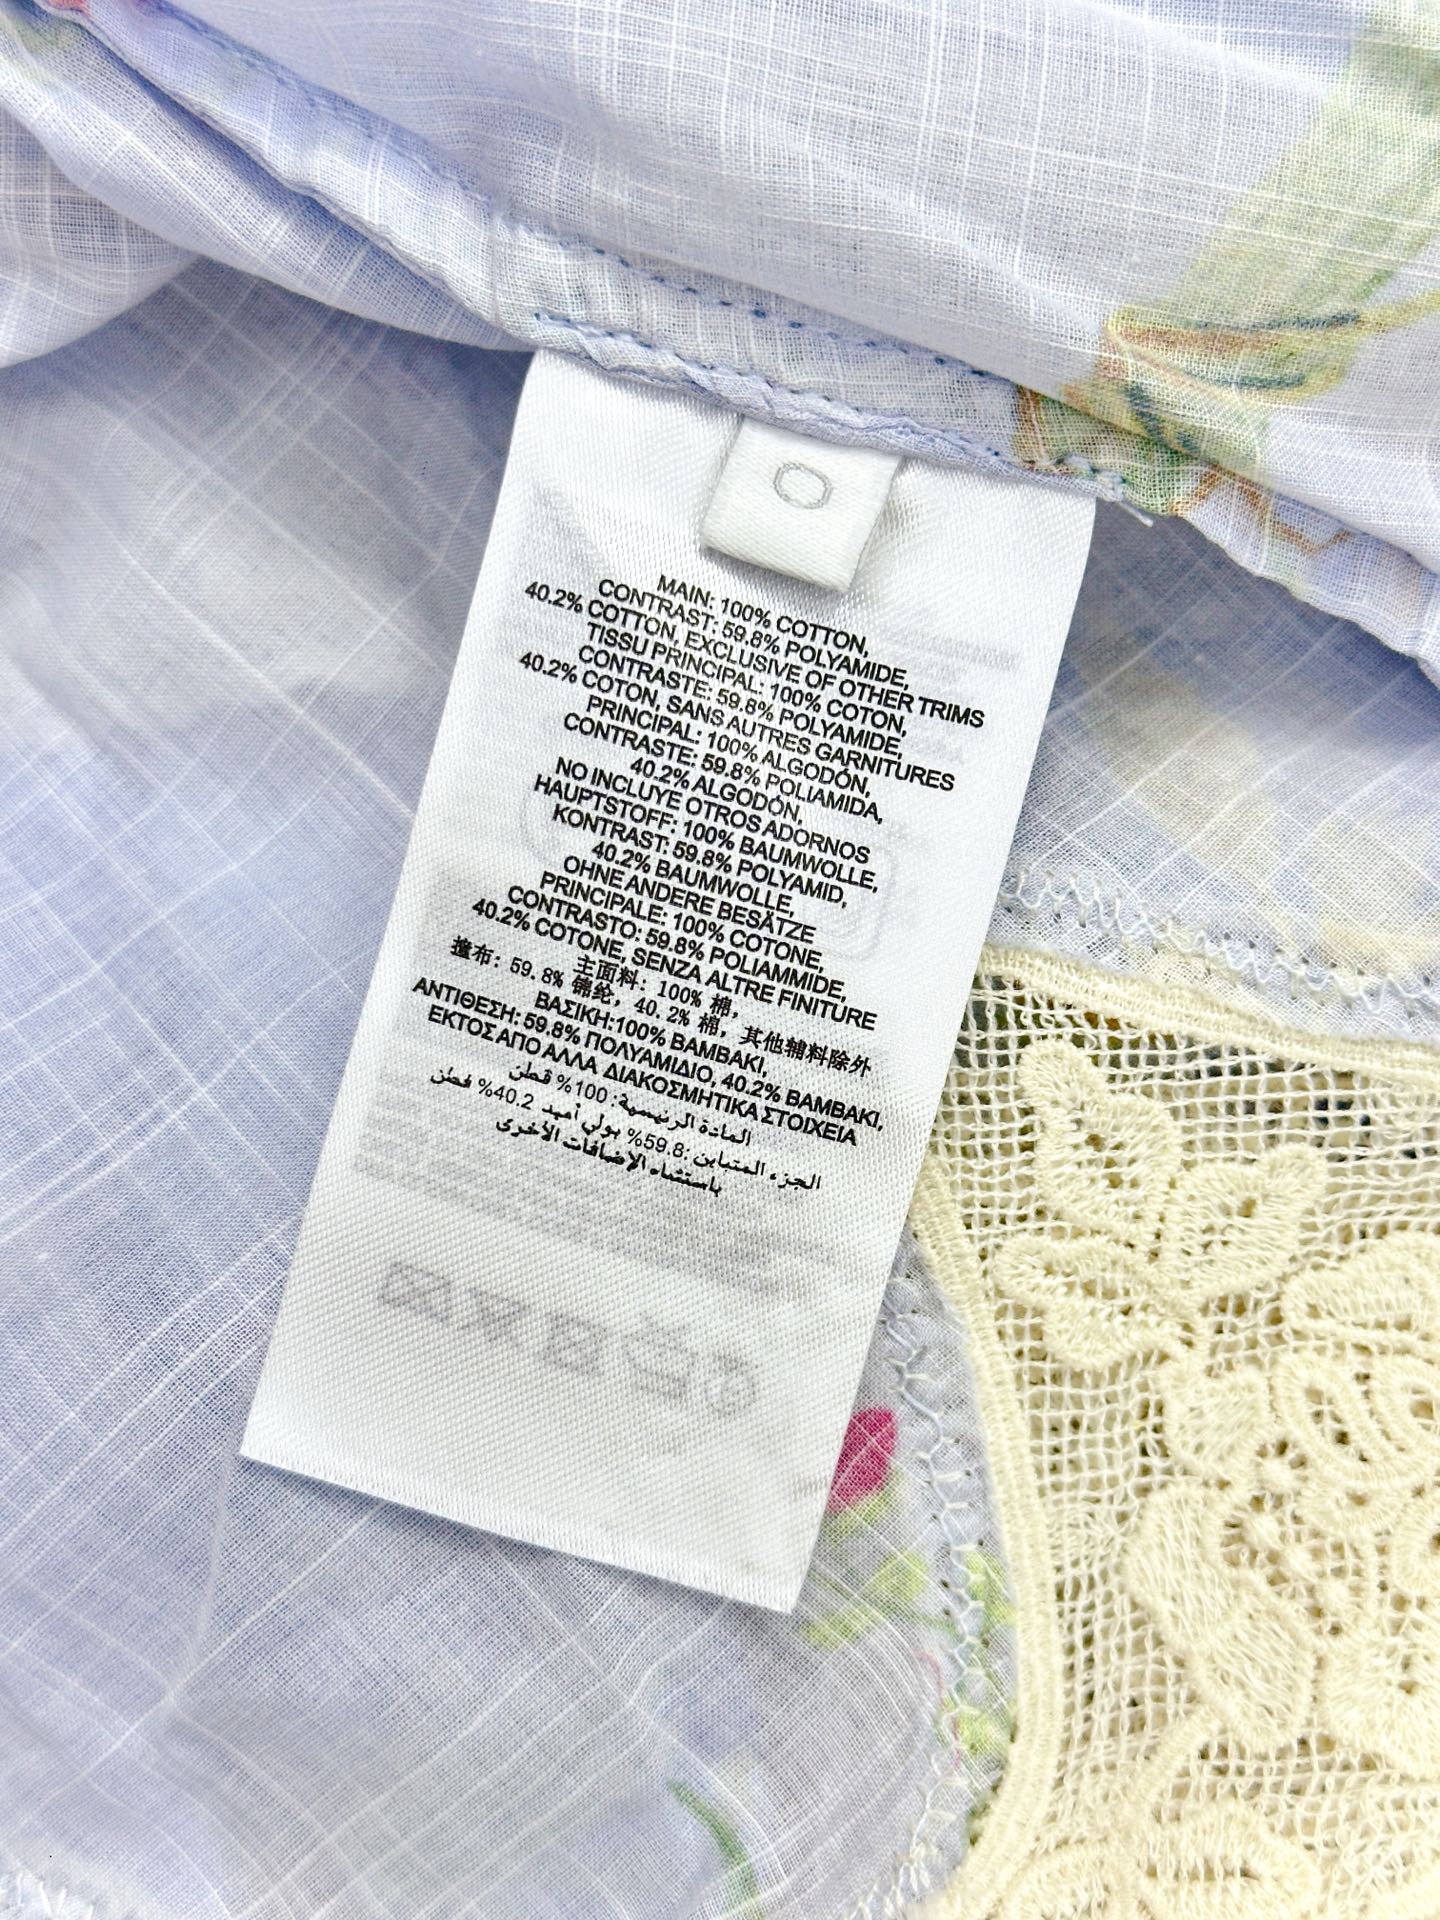 0
MAIN: 100% COTTON,
CONTRAST: 59.8% POLYAMIDE,
40.2% COTTON, EXCLUSIVE OF OTHER TRIMS
TISSU PRINCIPAL: 100% COTON,
CONTRASTE: 59.8% POLYAMIDE,
40.2% COTON, SANS AUTRES GARNITURES
PRINCIPAL: 100% ALGODÓN,
CONTRASTE: 59.8% POLIAMIDA,
40.2% ALGODÓN,
NO INCLUYE OTROS ADORNOS
HAUPTSTOFF: 100% BAUMWOLLE,
KONTRAST: 59.8% POLYAMID,
40.2% BAUMWOLLE,
OHNE ANDERE BESÄTZE
PRINCIPALE: 100% COTONE,
CONTRASTO: 59.8% POLIAMMIDE,
40.2% COTONE, SENZA ALTRE FINITURE
主面料: 100% 棉,
撞布: 59.8% 锦纶, 40.2% 棉, 其他辅料除外
ΒΑΣΙΚΗ:100% ΒΑΜΒΑΚΙ,
ΑΝΤΙΘΕΣΗ: 59.8% ΠΟΛΥΑΜΙΔΙΟ, 40.2% ΒΑΜΒΑΚΙ,
ΕΚΤΟΣ ΑΠΟ ΑΛΛΑ ΔΙΑΚΟΣΜΗΤΙΚΑ ΣΤΟΙΧΕΙΑ
المادة الرئيسية: 100% قطن
الجزء المتباين: 59.8% بولي أميد 40.2% قطن
باستثناء الإضافات الأخرى